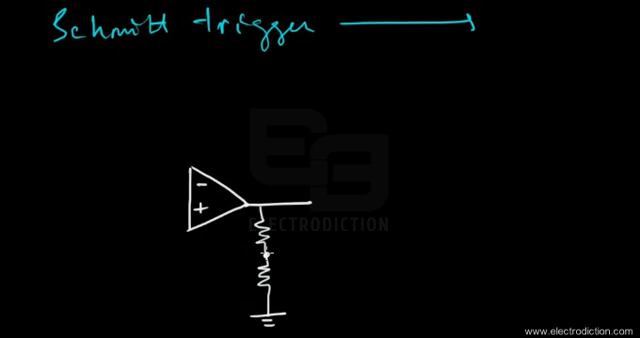 Schmitt trigger
-
+
ELECTRODICTION
www.electrodiction.com